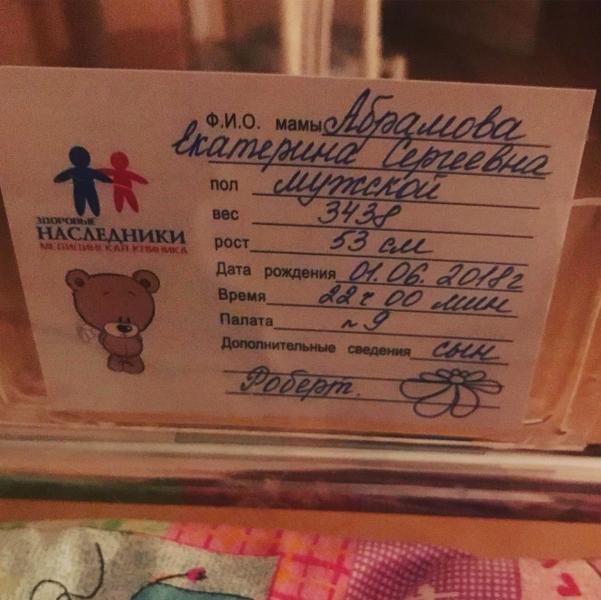 Ф.И.О. мамы Абрамова
Екатерина Сергеевна
пол мужской
вес 3438
рост 53 см
Дата рождения 01.06.2018г
Время 22ч 00 мин
Палата №9
Дополнительные сведения сын
Роберт.
ЗДОРОВЫЕ
НАСЛЕДНИКИ
МЕДИЦИНСКАЯ КЛИНИКА